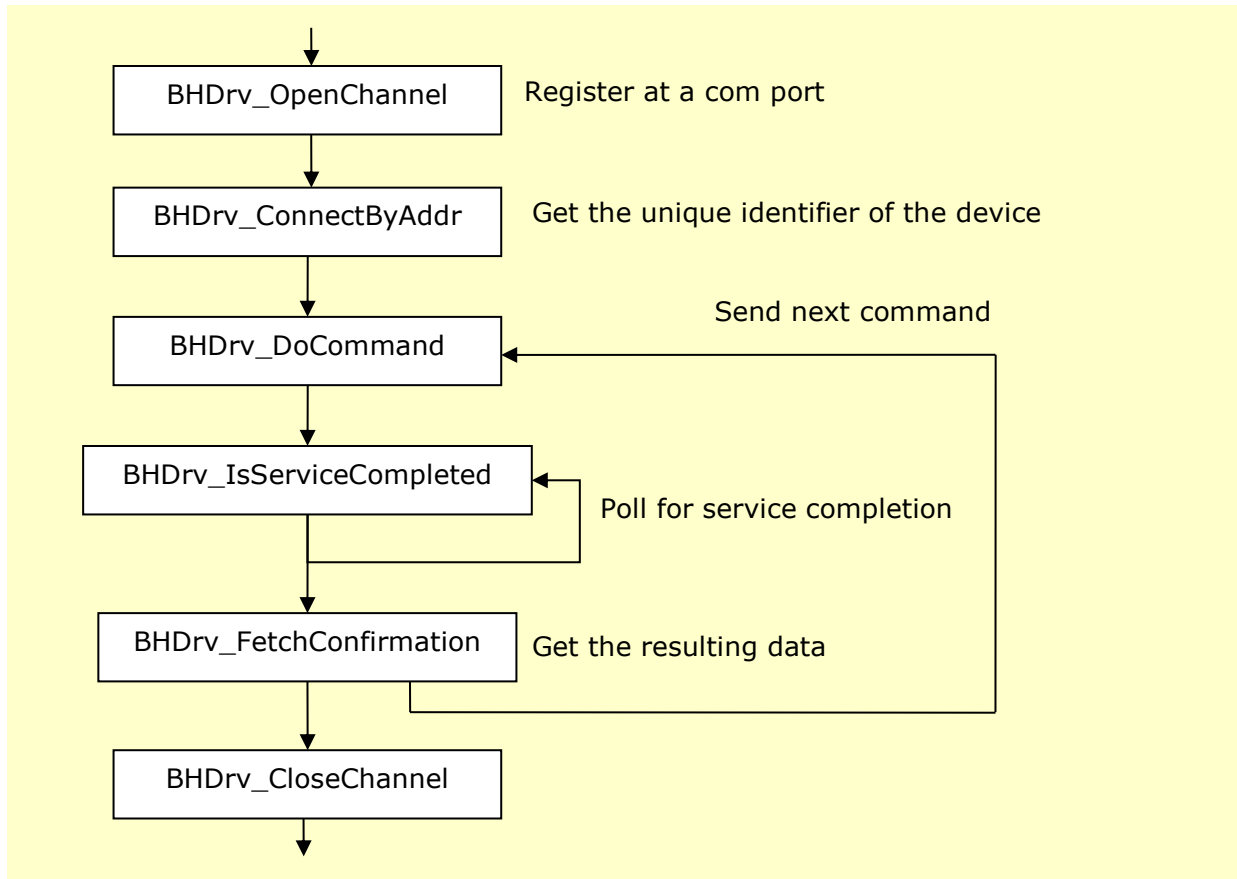 BHDrv_OpenChannel
Register at a com port
BHDrv_ConnectByAddr
Get the unique identifier of the device
Send next command
BHDrv_DoCommand
BHDrv_IsServiceCompleted
Poll for service completion
BHDrv_FetchConfirmation
Get the resulting data
BHDrv_CloseChannel